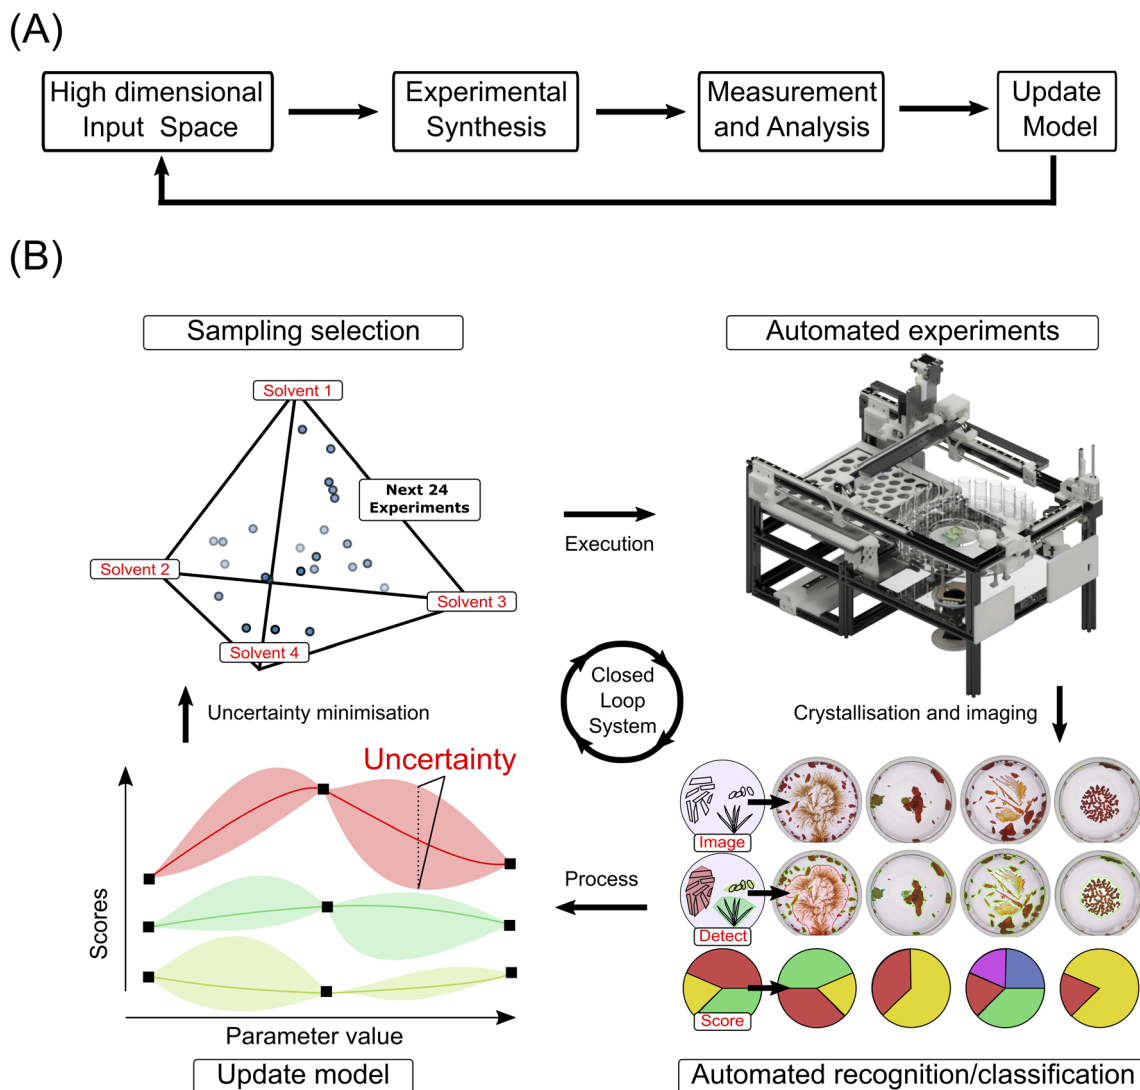 (A)
High dimensional
Input Space
Experimental
Synthesis
Measurement
and Analysis
Update
Model
(B)
Sampling selection
Automated experiments
Solvent 1
Next 24
Experiments
Solvent 2
Solvent 3
Solvent 4
Execution
Closed
Loop
System
Uncertainty minimisation
Crystallisation and imaging
Uncertainty
Scores
Parameter value
Update model
Process
Image
Detect
Score
Automated recognition/classification